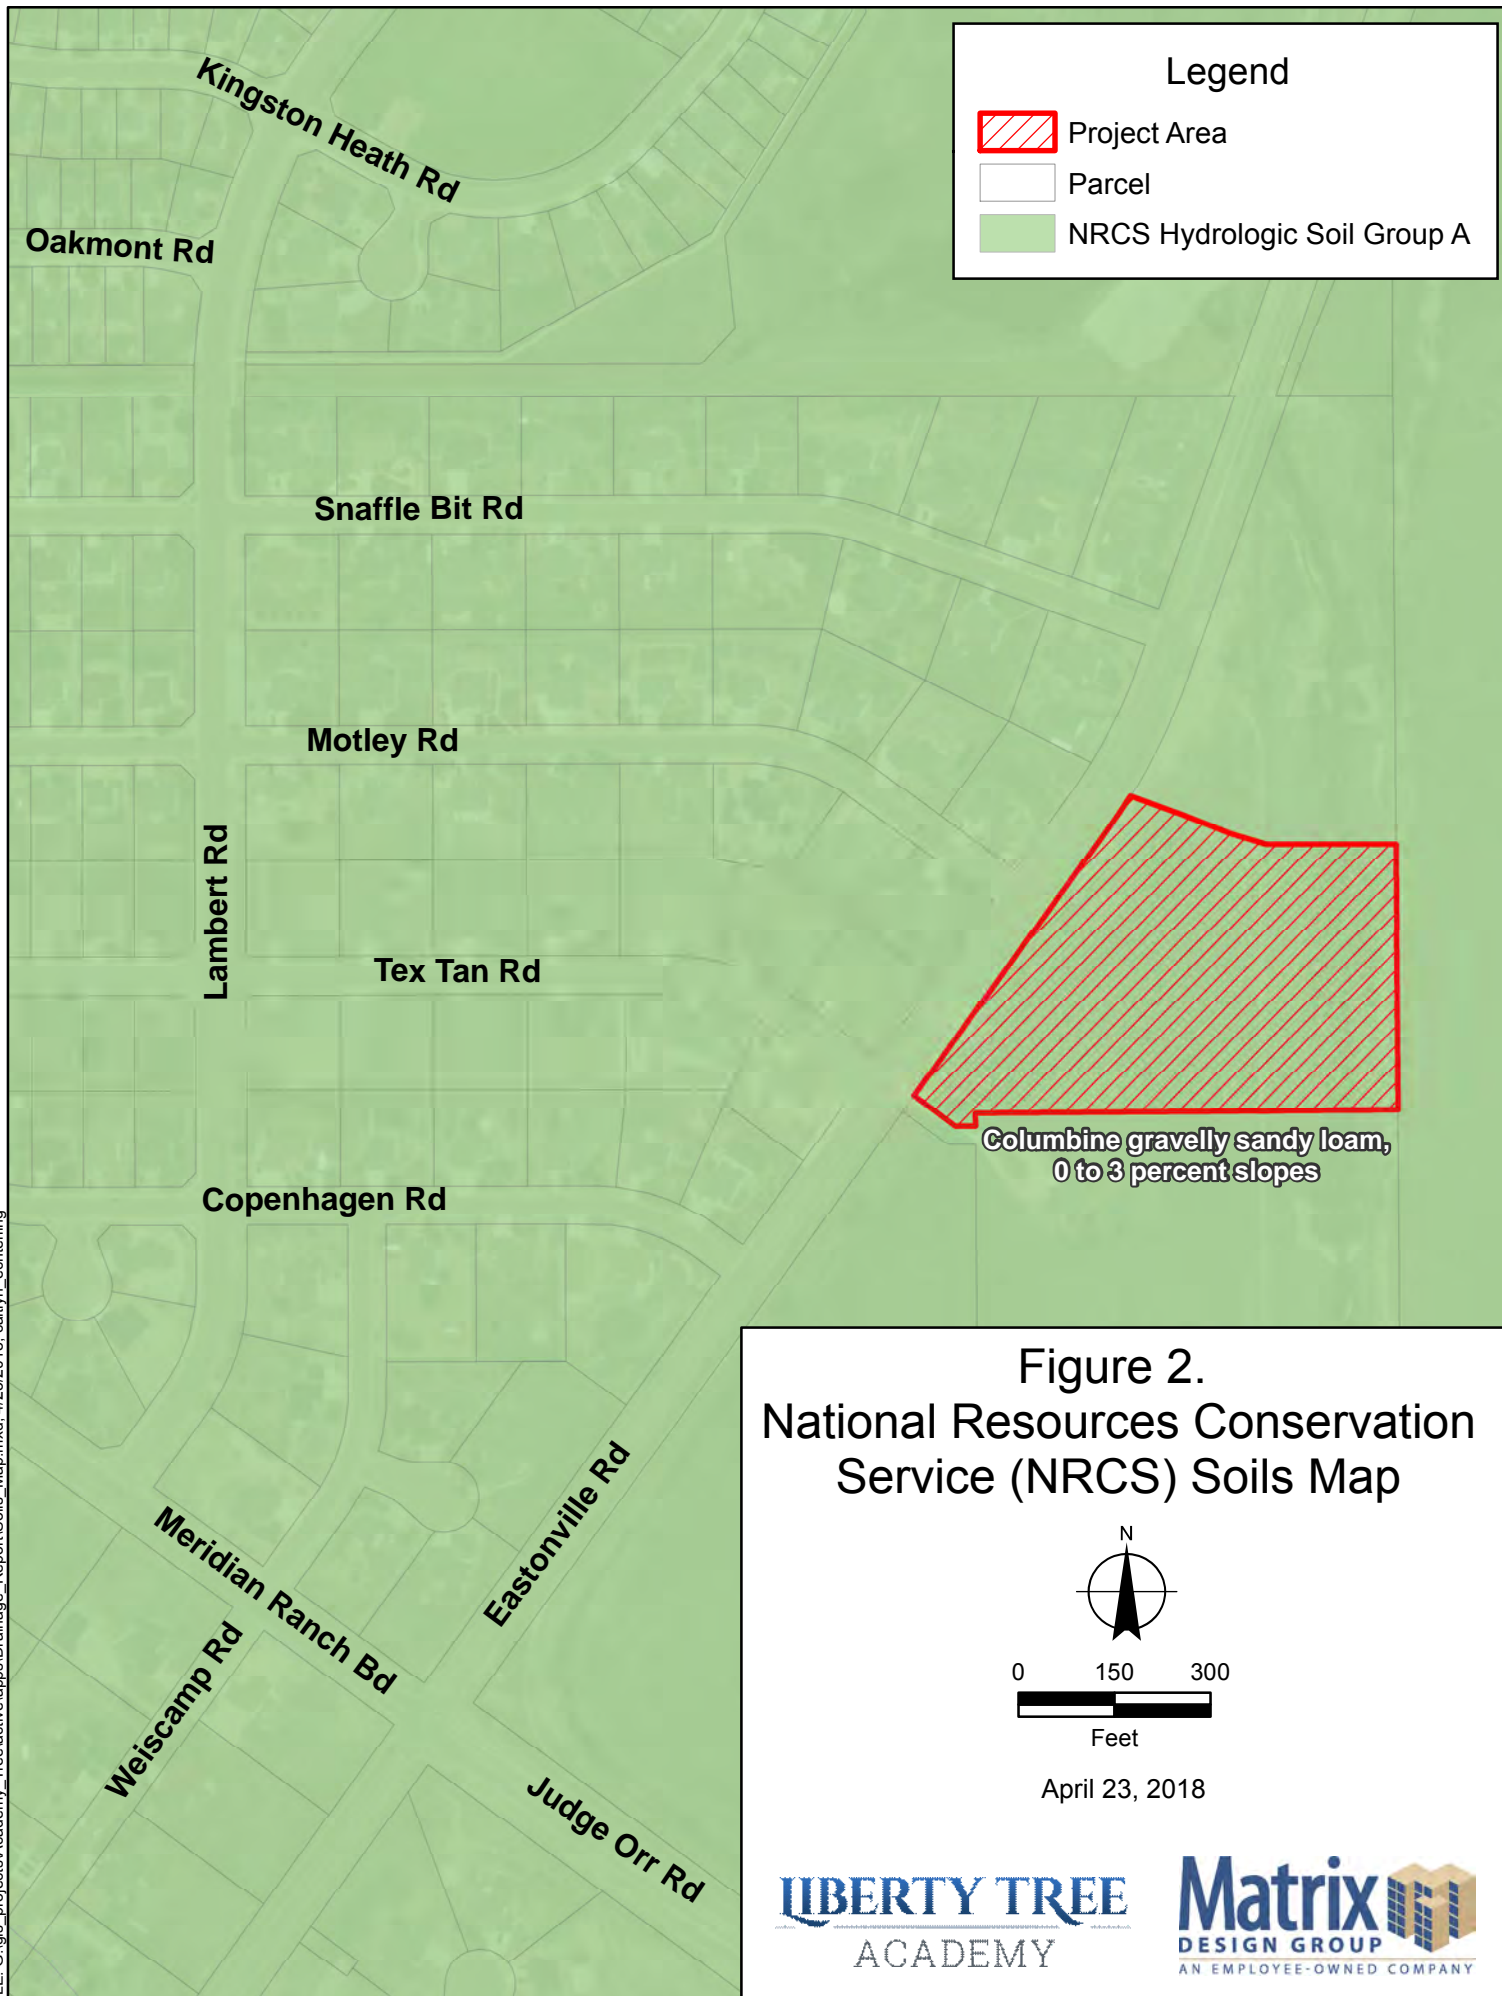 Legend
Project Area
Parcel
NRCS Hydrologic Soil Group A
Kingston Heath Rd
Oakmont Rd
Snaffle Bit Rd
Motley Rd
Lambert Rd
Tex Tan Rd
Columbine gravelly sandy loam,
0 to 3 percent slopes
Copenhagen Rd
Eastonville Rd
Meridian Ranch Bd
Weiscamp Rd
Judge Orr Rd
Figure 2.
National Resources Conservation
Service (NRCS) Soils Map
N
0 150 300
Feet
April 23, 2018
LIBERTY TREE
ACADEMY
Matrix
DESIGN GROUP
AN EMPLOYEE-OWNED COMPANY